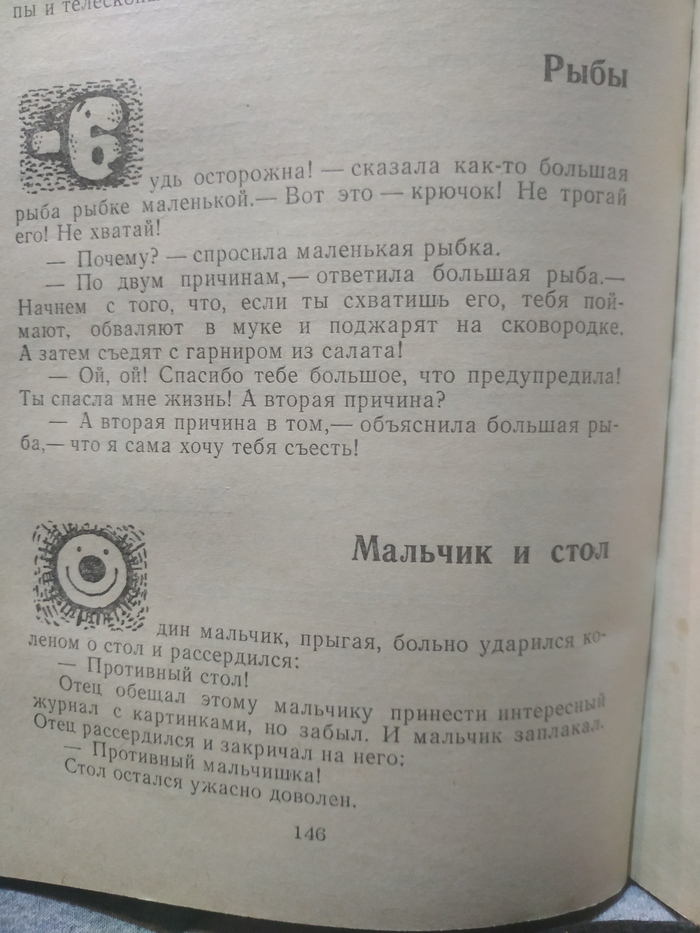 пы и
Рыбы
— Будь осторожна! — сказала как-то большая
рыба рыбке маленькой.— Вот это — крючок! Не трогай
его! Не хватай!
— Почему? — спросила маленькая рыбка.
— По двум причинам,— ответила большая рыба.—
Начнем с того, что, если ты схватишь его, тебя пой-
мают, обваляют в муке и поджарят на сковородке.
А затем съедят с гарниром из салата!
— Ой, ой! Спасибо тебе большое, что предупредила!
Ты спасла мне жизнь! А вторая причина?
— А вторая причина в том,— объяснила большая ры-
ба,— что я сама хочу тебя съесть!
Мальчик и стол
Один мальчик, прыгая, больно ударился ко-
леном о стол и рассердился:
— Противный стол!
Отец обещал этому мальчику принести интересный
журнал с картинками, но забыл. И мальчик заплакал.
Отец рассердился и закричал на него:
— Противный мальчишка!
Стол остался ужасно доволен.
146